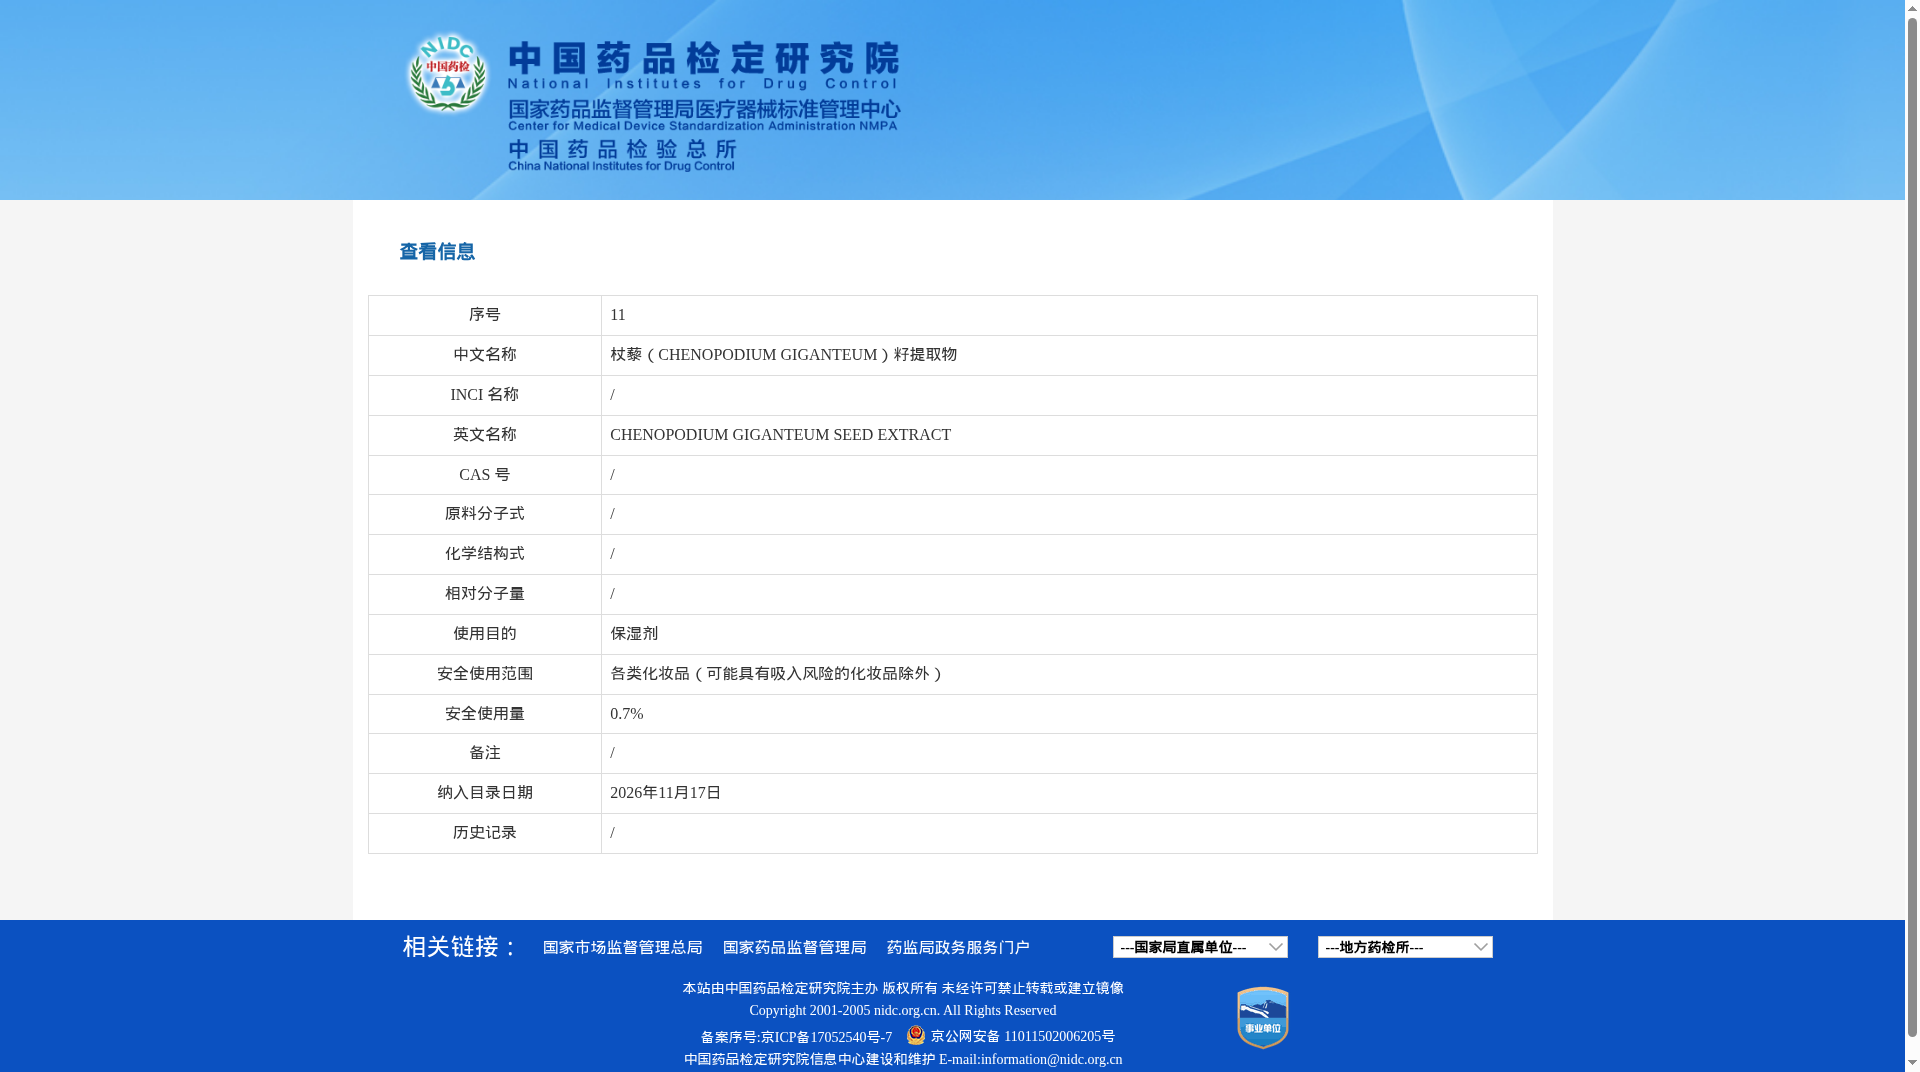 NIDC
中国药检
中国药品检定研究院
National Institutes for Drug Control
国家药品监督管理局医疗器械标准管理中心
Center for Medical Device Standardization Administration NMPA
中国药品检验总所
China National Institutes for Drug Control
查看信息
序号 11
中文名称 杖藜（CHENOPODIUM GIGANTEUM）籽提取物
INCI 名称 /
英文名称 CHENOPODIUM GIGANTEUM SEED EXTRACT
CAS 号 /
原料分子式 /
化学结构式 /
相对分子量 /
使用目的 保湿剂
安全使用范围 各类化妆品（可能具有吸入风险的化妆品除外）
安全使用量 0.7%
备注 /
纳入目录日期 2026年11月17日
历史记录 /
相关链接： 国家市场监督管理总局 国家药品监督管理局 药监局政务服务门户 ---国家局直属单位--- ---地方药检所---
本站由中国药品检定研究院主办 版权所有 未经许可禁止转载或建立镜像
Copyright 2001-2005 nidc.org.cn. All Rights Reserved
备案序号:京ICP备17052540号-7 京公网安备 11011502006205号
中国药品检定研究院信息中心建设和维护 E-mail:information@nidc.org.cn
事业单位